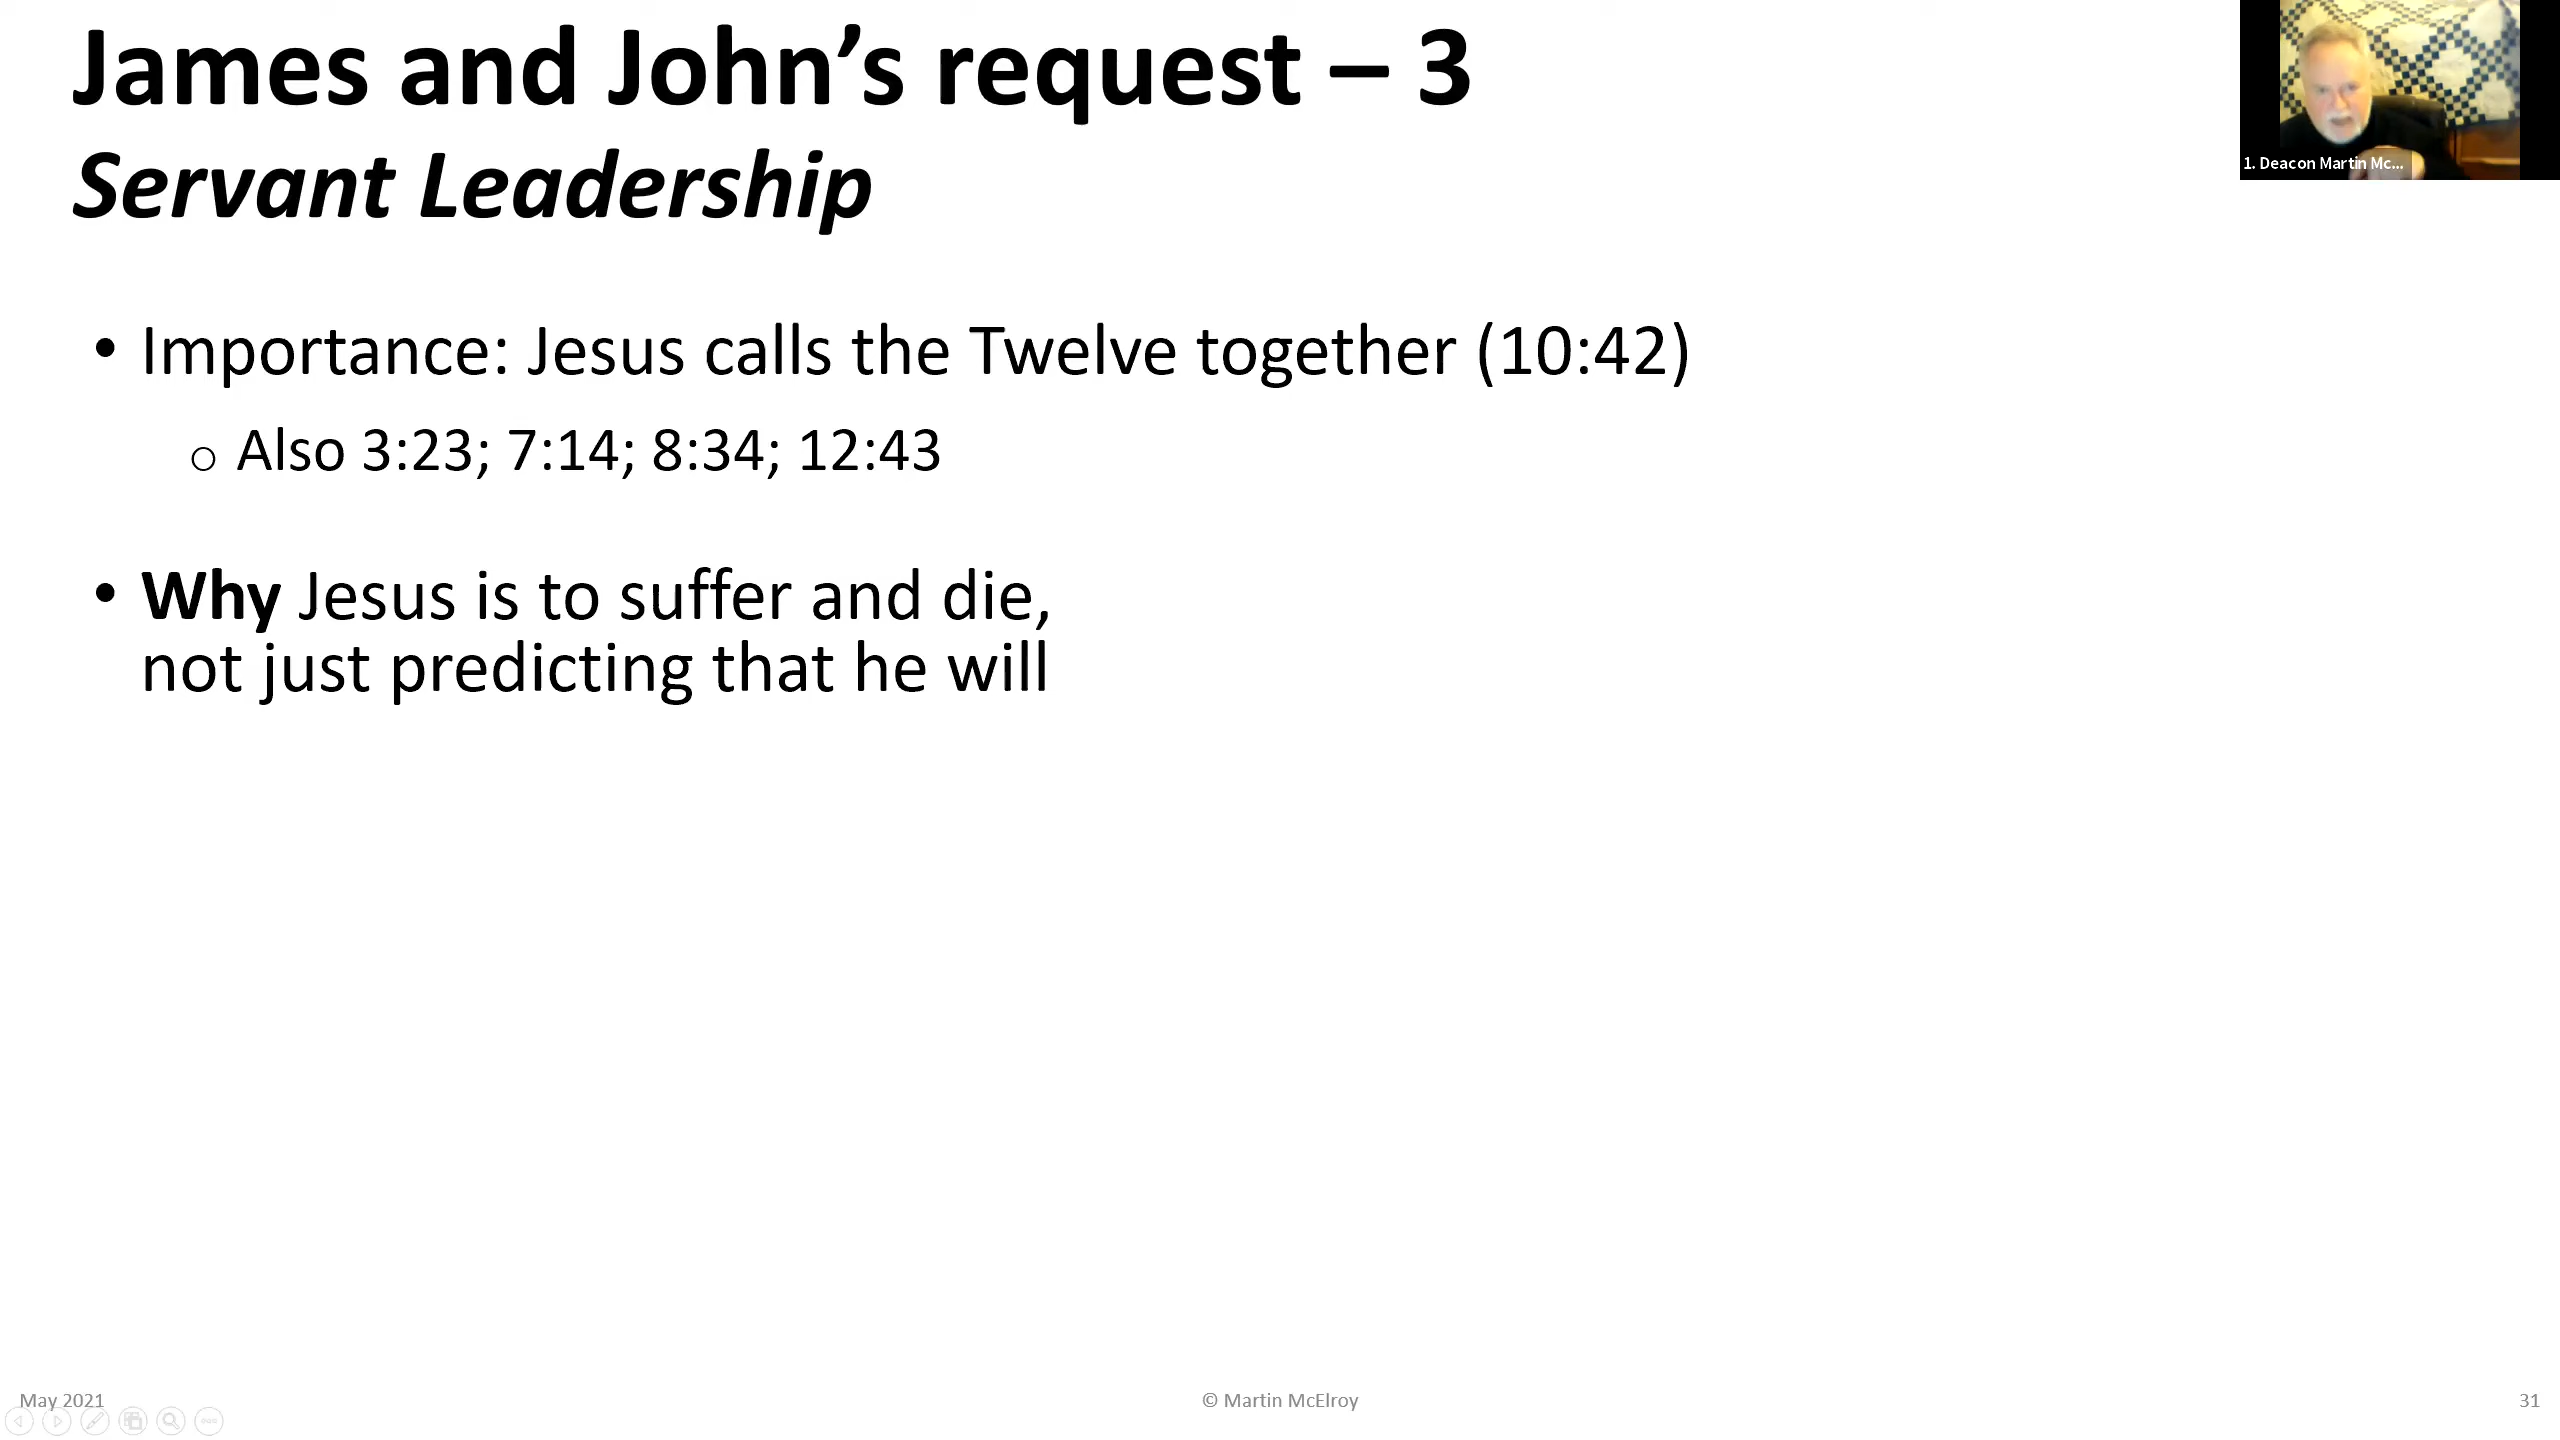 James and John’s request – 3
Servant Leadership
1. Deacon Martin Mc...
• Importance: Jesus calls the Twelve together (10:42)
o Also 3:23; 7:14; 8:34; 12:43
• Why Jesus is to suffer and die,
not just predicting that he will
May 2021
© Martin McElroy
31